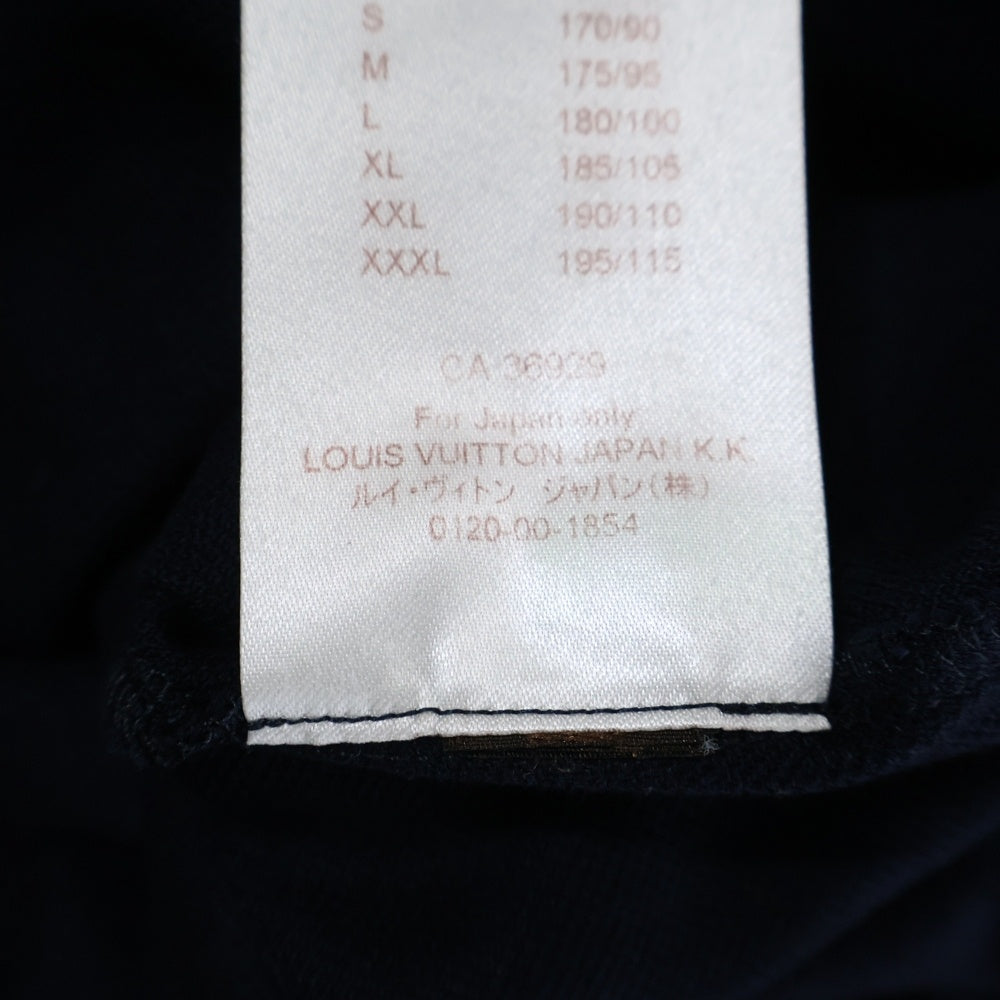 S 170/90
M 175/95
L 180/100
XL 185/105
XXL 190/110
XXXL 195/115
CA 36929
For Japan only
LOUIS VUITTON JAPAN K.K.
ルイ・ヴィトン ジャパン(株)
0120-00-1854